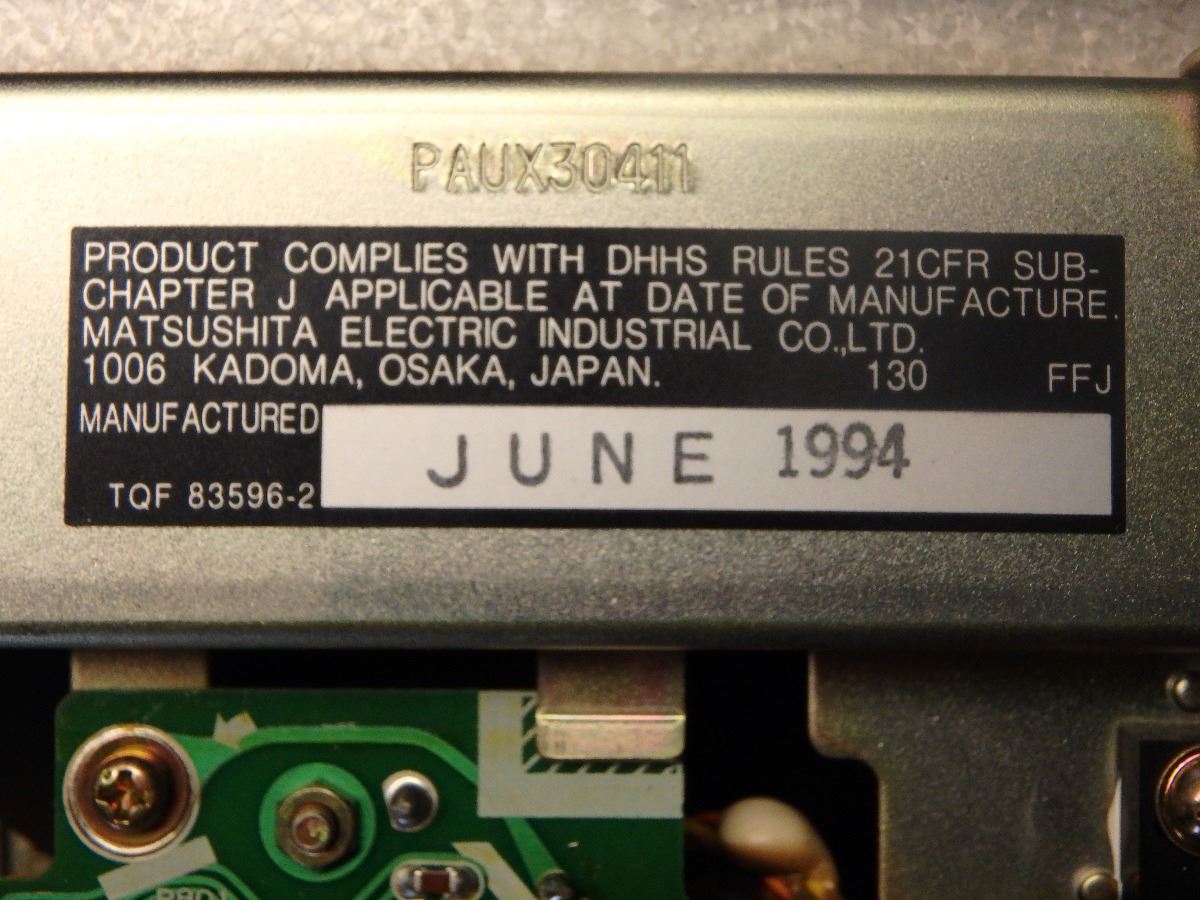 PAUX30411
PRODUCT COMPLIES WITH DHHS RULES 21CFR SUB-
CHAPTER J APPLICABLE AT DATE OF MANUFACTURE.
MATSUSHITA ELECTRIC INDUSTRIAL CO.,LTD.
1006 KADOMA, OSAKA, JAPAN. 130 FFJ
MANUFACTURED JUNE 1994
TQF 83596-2